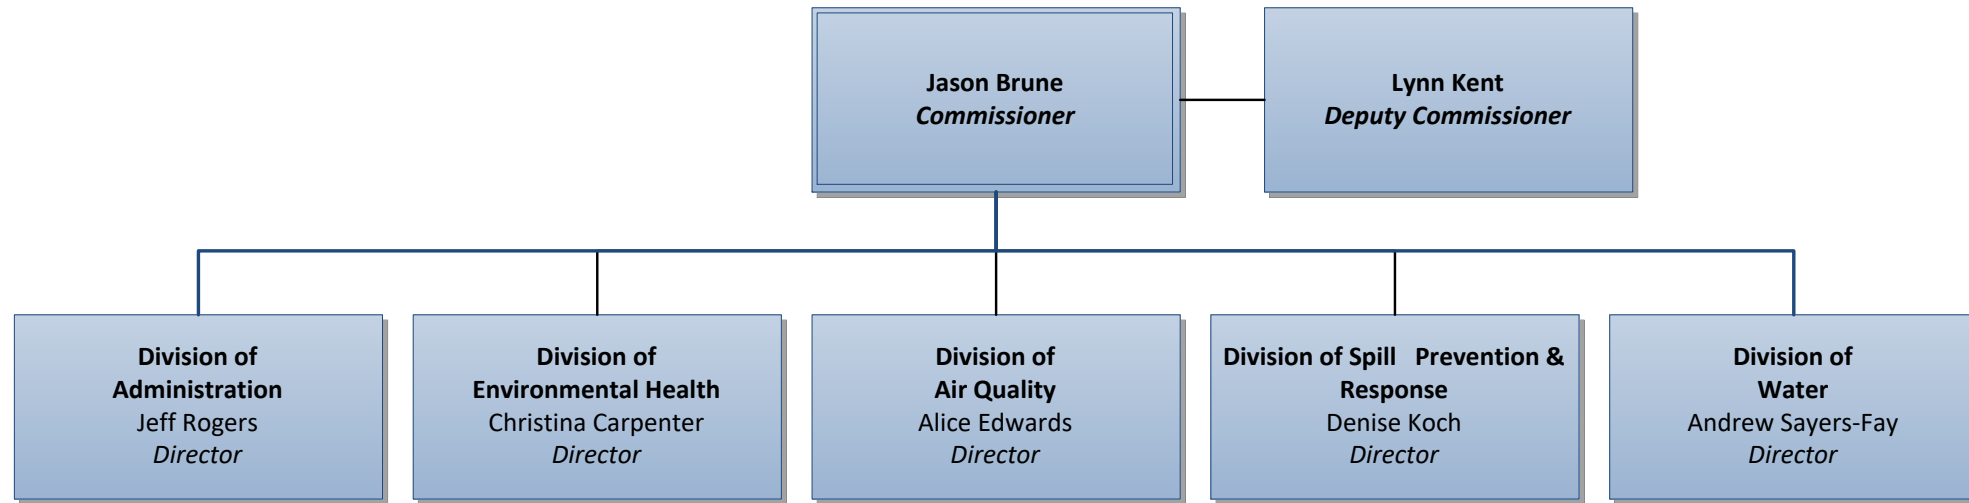 Jason Brune
Commissioner
Lynn Kent
Deputy Commissioner
Division of
Administration
Jeff Rogers
Director
Division of
Environmental Health
Christina Carpenter
Director
Division of
Air Quality
Alice Edwards
Director
Division of Spill   Prevention &
Response
Denise Koch
Director
Division of
Water
Andrew Sayers-Fay
Director